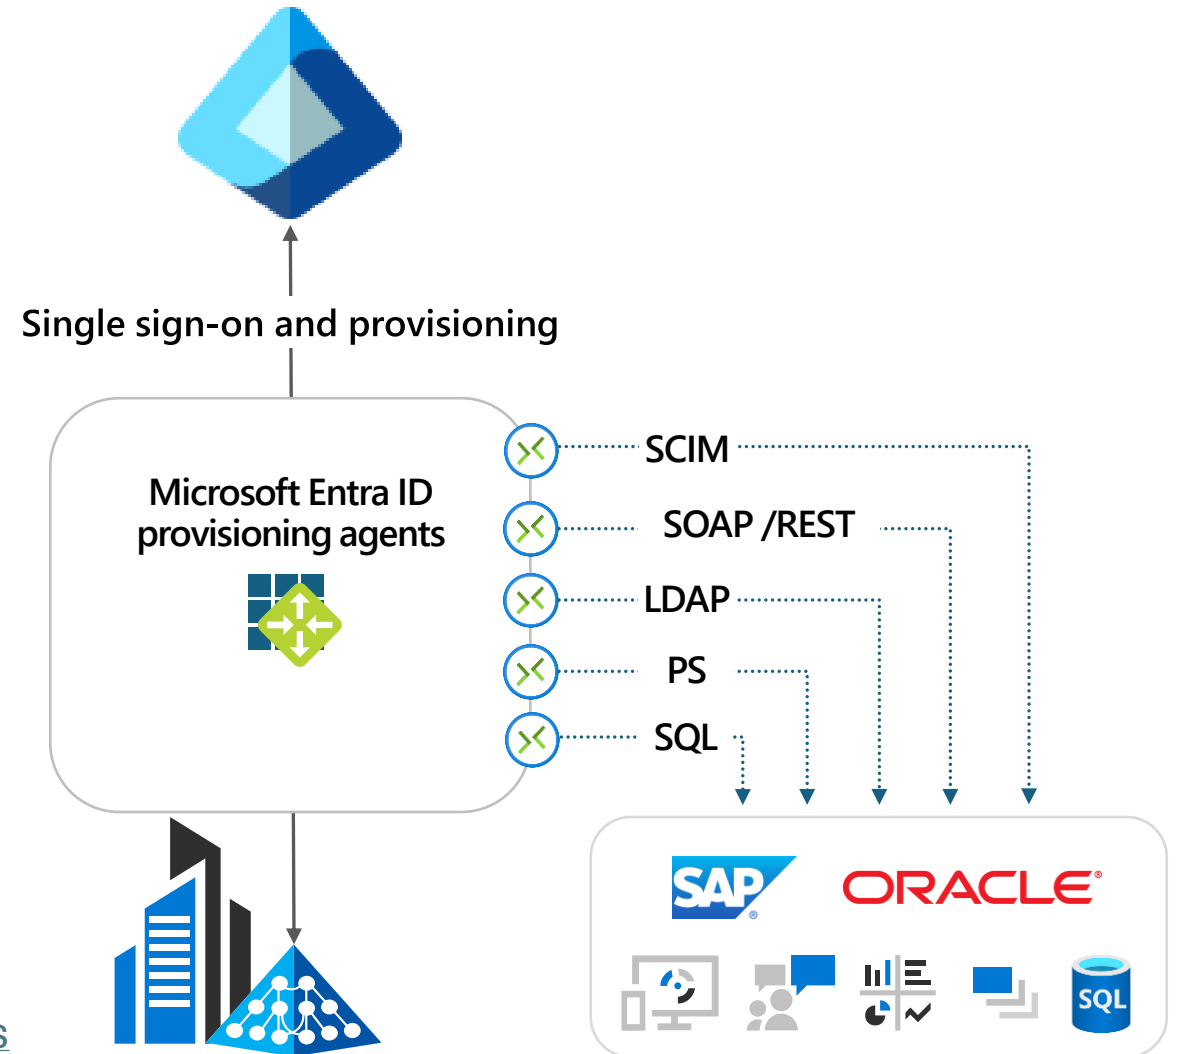 Single sign-on and provisioning
Microsoft Entra ID
provisioning agents
SCIM
SOAP /REST
LDAP
PS
SQL
SAP®
ORACLE®
SQL
s